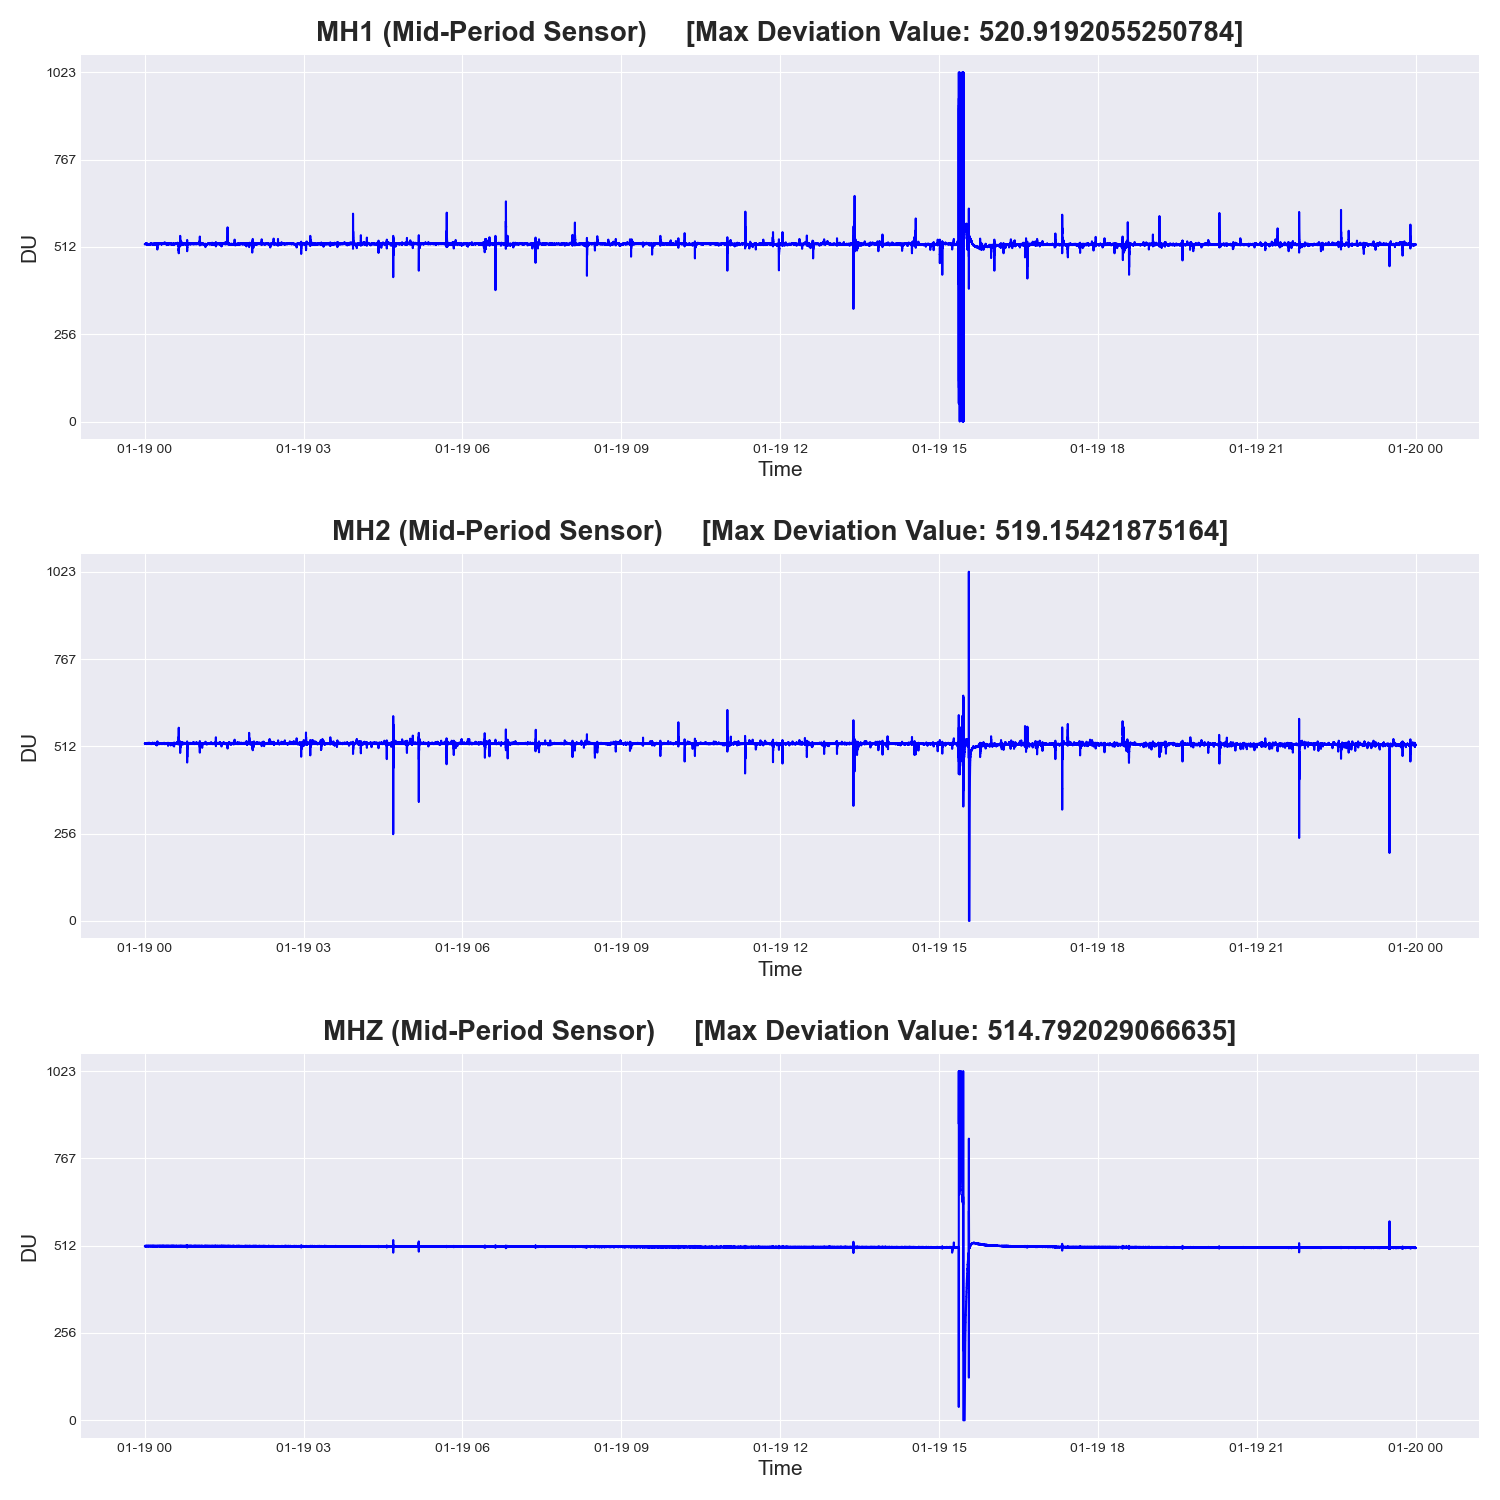 MH1 (Mid-Period Sensor) [Max Deviation Value: 520.9192055250784]
1023
767
512
256
0
DU
01-19 00 01-19 03 01-19 06 01-19 09 01-19 12 01-19 15 01-19 18 01-19 21 01-20 00
Time
MH2 (Mid-Period Sensor) [Max Deviation Value: 519.15421875164]
1023
767
512
256
0
DU
01-19 00 01-19 03 01-19 06 01-19 09 01-19 12 01-19 15 01-19 18 01-19 21 01-20 00
Time
MHZ (Mid-Period Sensor) [Max Deviation Value: 514.792029066635]
1023
767
512
256
0
DU
01-19 00 01-19 03 01-19 06 01-19 09 01-19 12 01-19 15 01-19 18 01-19 21 01-20 00
Time